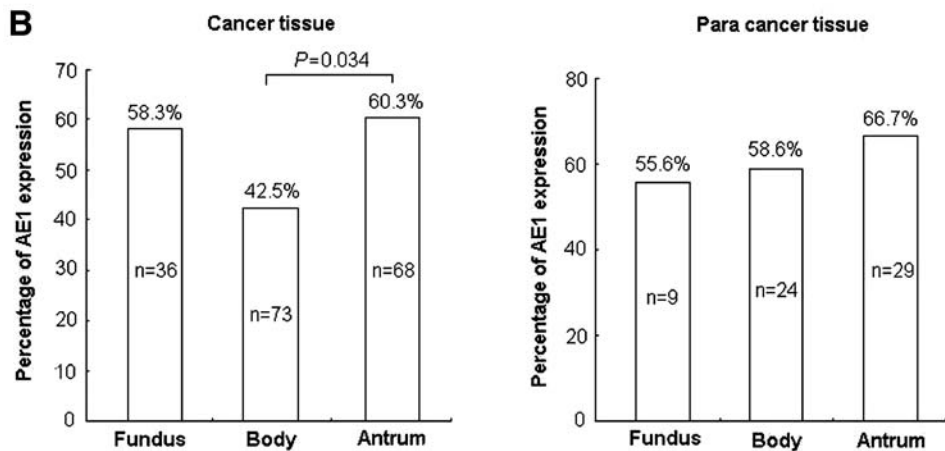 B
Cancer tissue
Percentage of AE1 expression
70
60
50
40
30
20
10
0
P=0.034
58.3%
42.5%
60.3%
n=36
n=73
n=68
Fundus Body Antrum
Para cancer tissue
Percentage of AE1 expression
80
60
40
20
0
55.6%
58.6%
66.7%
n=9
n=24
n=29
Fundus Body Antrum